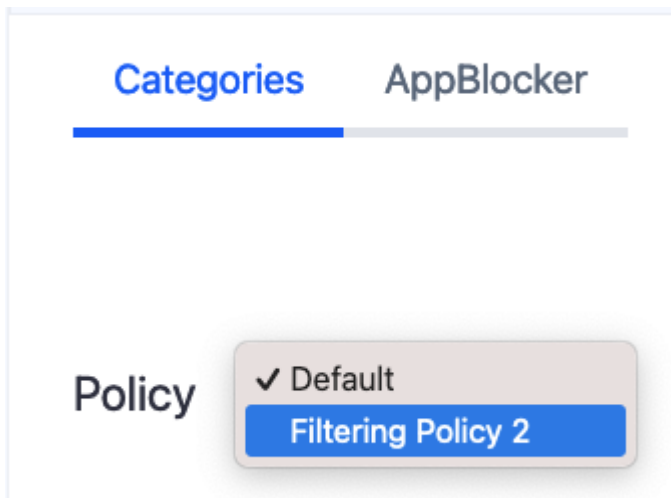 Categories AppBlocker
Policy ✓ Default
Filtering Policy 2